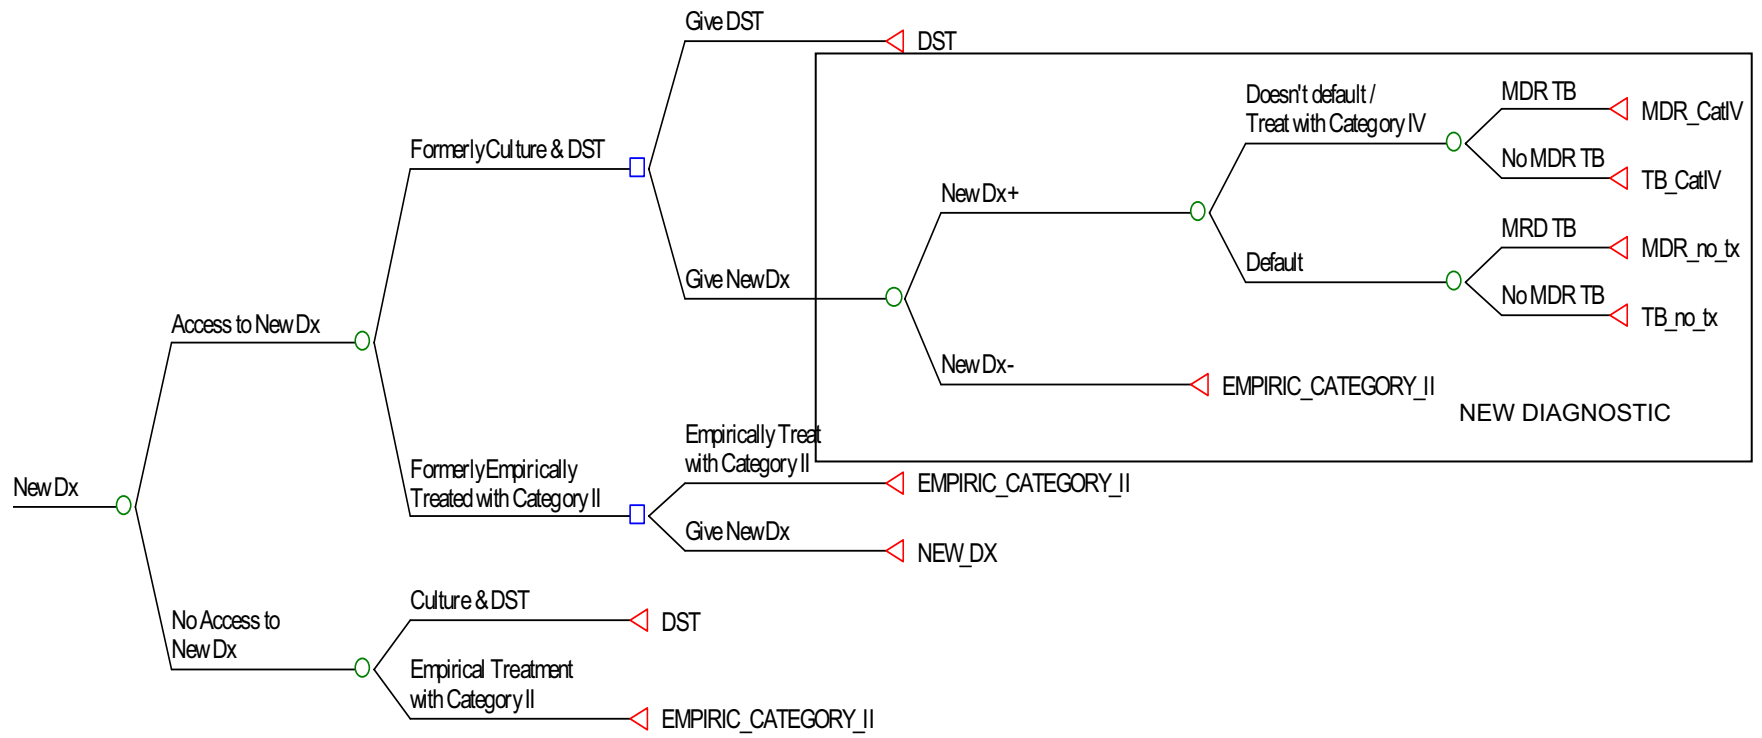 Give DST
DST
Doesn't default /
Treat with Category IV
MDR TB
MDR_CatIV
Formerly Culture & DST
No MDR TB
TB_CatIV
New Dx+
MRD TB
MDR_no_tx
Default
Give New Dx
No MDR TB
TB_no_tx
Access to New Dx
New Dx-
EMPIRIC_CATEGORY_II
NEW DIAGNOSTIC
Empirically Treat
with Category II
EMPIRIC_CATEGORY_II
Formerly Empirically
Treated with Category II
New Dx
Give New Dx
NEW_DX
Culture & DST
DST
No Access to
New Dx
Empirical Treatment
with Category II
EMPIRIC_CATEGORY_II